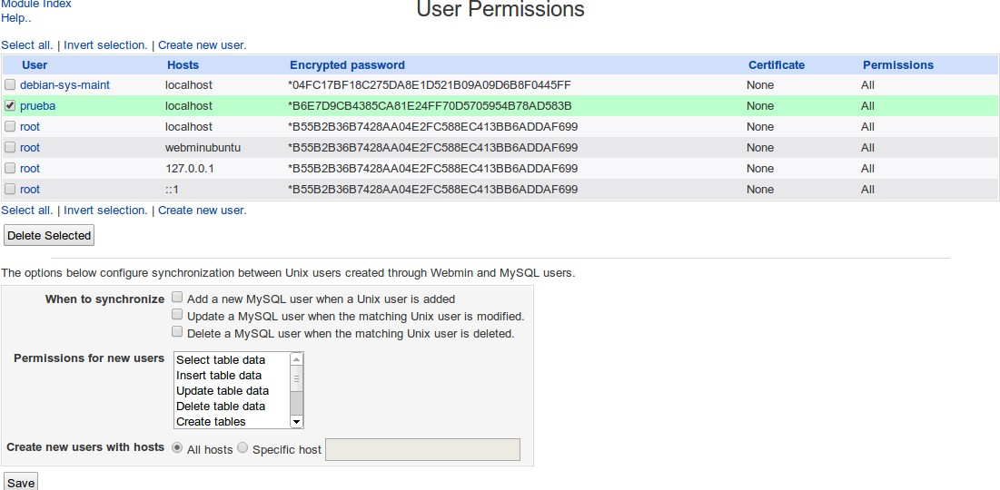 Module Index
User Permissions
Help..
Select all. | Invert selection. | Create new user.
User Hosts Encrypted password Certificate Permissions
debian-sys-maint localhost *04FC17BF18C275DA8E1D521B09A09D6B8F0445FF None All
prueba localhost *B6E7D9CB4385CA81E24FF70D5705954B78AD583B None All
root localhost *B55B2B36B7428AA04E2FC588EC413BB6ADDAF699 None All
root webminubuntu *B55B2B36B7428AA04E2FC588EC413BB6ADDAF699 None All
root 127.0.0.1 *B55B2B36B7428AA04E2FC588EC413BB6ADDAF699 None All
root ::1 *B55B2B36B7428AA04E2FC588EC413BB6ADDAF699 None All
Select all. | Invert selection. | Create new user.
Delete Selected
The options below configure synchronization between Unix users created through Webmin and MySQL users.
When to synchronize Add a new MySQL user when a Unix user is added
Update a MySQL user when the matching Unix user is modified.
Delete a MySQL user when the matching Unix user is deleted.
Permissions for new users Select table data
Insert table data
Update table data
Delete table data
Create tables
Create new users with hosts All hosts Specific host
Save